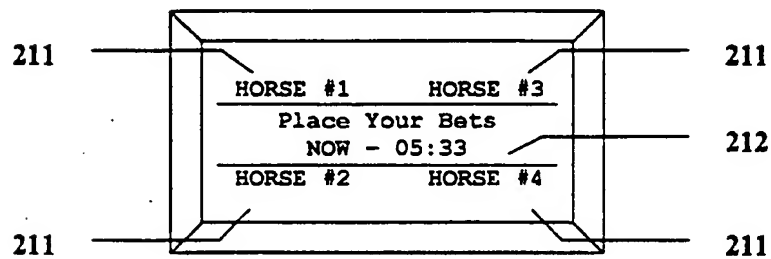 211 211
HORSE #1 HORSE #3
Place Your Bets
NOW - 05:33
212
HORSE #2 HORSE #4
211 211